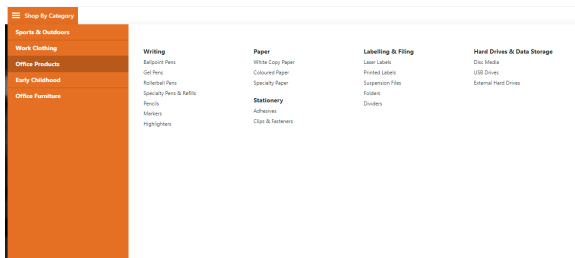 Shop By Category
Sports & Outdoors
Work Clothing
Office Products
Early Childhood
Office Furniture
Writing
Ballpoint Pens
Gel Pens
Rollerball Pens
Specialty Pens & Refills
Pencils
Markers
Highlighters
Paper
White Copy Paper
Coloured Paper
Specialty Paper
Stationery
Adhesives
Clips & Fasteners
Labelling & Filing
Laser Labels
Printed Labels
Suspension Files
Folders
Dividers
Hard Drives & Data Storage
Disc Media
USB Drives
External Hard Drives